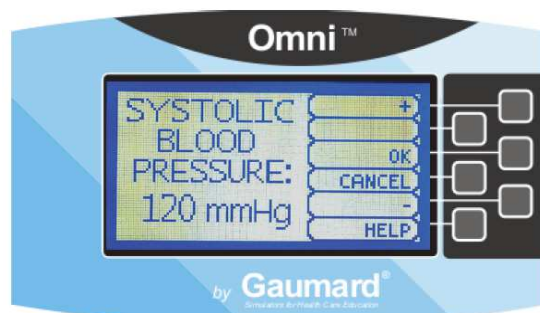 Omni™
SYSTOLIC
BLOOD
PRESSURE:
120 mmHg
+
OK
CANCEL
-
HELP
by Gaumard®
Simulators for Health Care Education